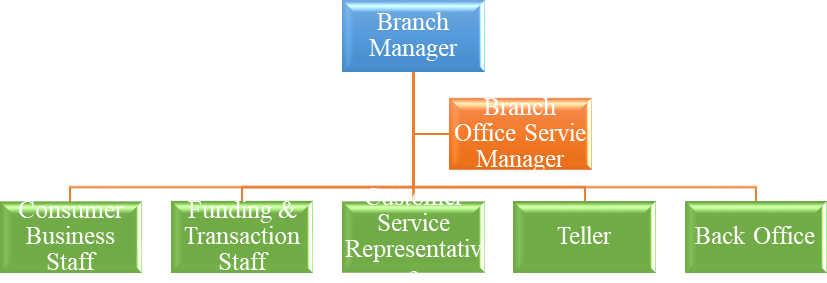 Branch
Manager
Branch
Office Servie
Manager
Consumer
Business
Staff
Funding &
Transaction
Staff
Customer
Service
Representativ
e
Teller
Back Office